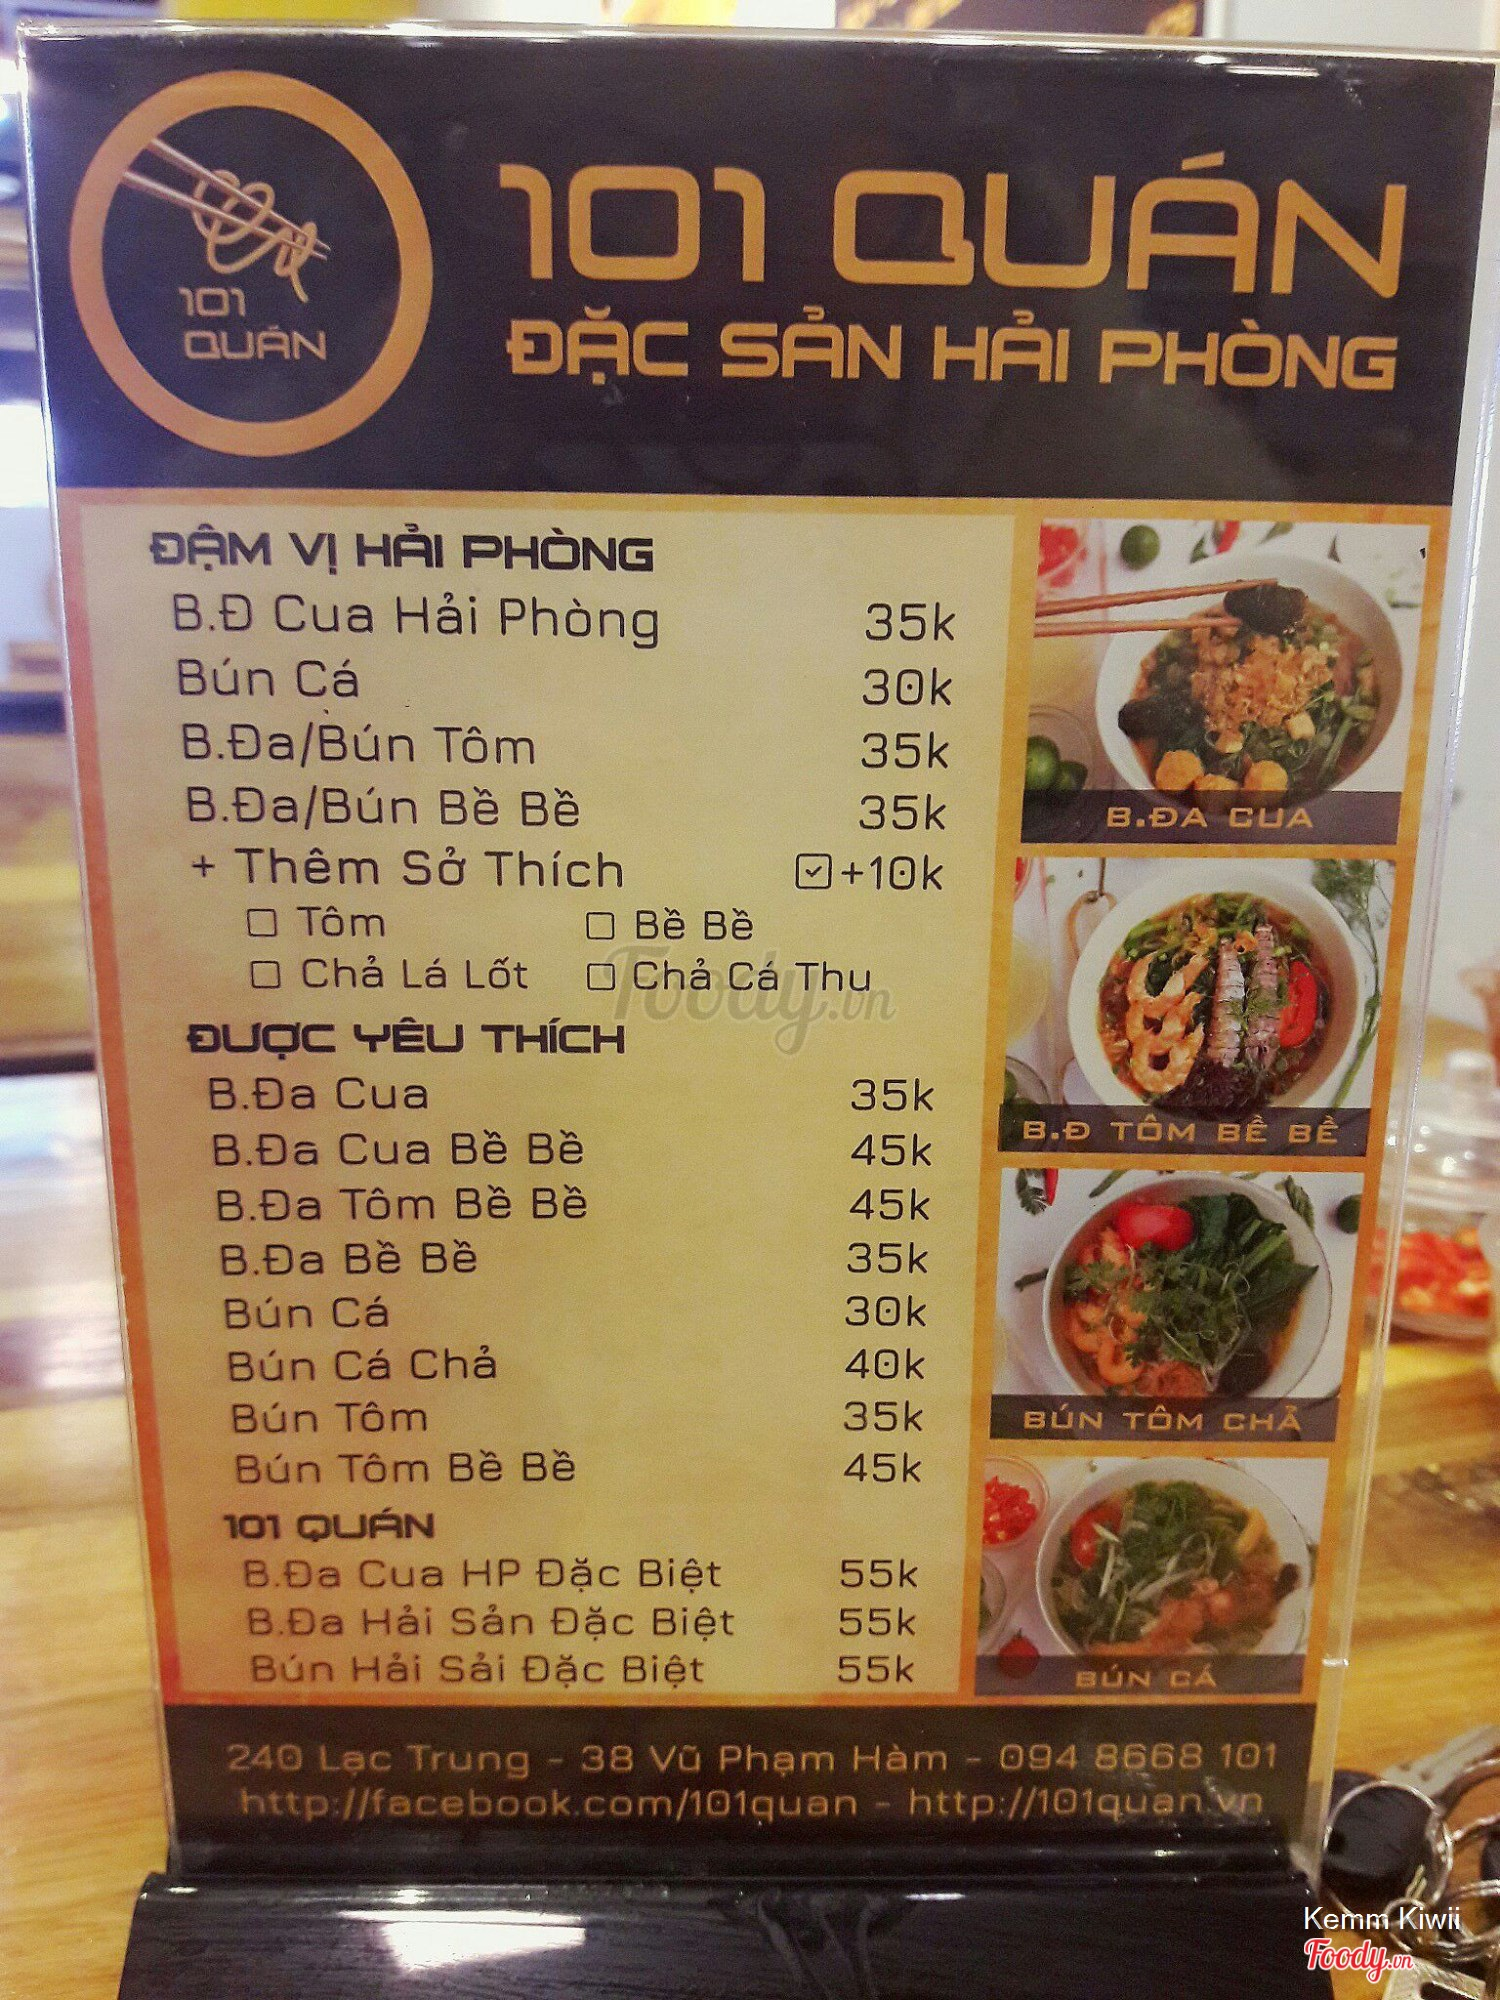 101
QUÁN
101 QUÁN
ĐẶC SẢN HẢI PHÒNG
ĐẬM VỊ HẢI PHÒNG
B.Đ Cua Hải Phòng 35k
Bún Cá 30k
B.Đa/Bún Tôm 35k
B.Đa/Bún Bề Bề 35k
+ Thêm Sở Thích +10k
Tôm Bề Bề
Chả Lá Lốt Chả Cá Thu
ĐƯỢC YÊU THÍCH
B.Đa Cua 35k
B.Đa Cua Bề Bề 45k
B.Đa Tôm Bề Bề 45k
B.Đa Bề Bề 35k
Bún Cá 30k
Bún Cá Chả 40k
Bún Tôm 35k
Bún Tôm Bề Bề 45k
101 QUÁN
B.Đa Cua HP Đặc Biệt 55k
B.Đa Hải Sản Đặc Biệt 55k
Bún Hải Sải Đặc Biệt 55k
B.ĐA CUA
B.Đ TÔM BỀ BỀ
BÚN TÔM CHẢ
BÚN CÁ
240 Lạc Trung - 38 Vũ Phạm Hàm - 094 8668 101
http://facebook.com/101quan - http://101quan.vn
Foody.vn
Kemm Kiwii
Foody.vn